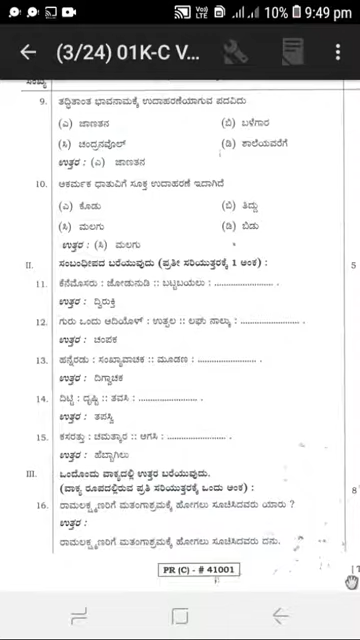 10% 9:49 pm
(3/24) 01K-C V...
ಸಂಖ್ಯೆ
9. ತದ್ಧಿತಾಂತ ಭಾವನಾಮಕ್ಕೆ ಉದಾಹರಣೆಯಾಗುವ ಪದವಿದು
(ಎ) ಜಾಣತನ (ಬಿ) ಬಳೆಗಾರ
(ಸಿ) ಚಂದ್ರನವೊಲ್ (ಡಿ) ಶಾಲೆಯವರೆಗೆ
ಉತ್ತರ : (ಎ) ಜಾಣತನ
10. ಅಕರ್ಮಕ ಧಾತುವಿಗೆ ಸೂಕ್ತ ಉದಾಹರಣೆ ಇದಾಗಿದೆ
(ಎ) ಕೊಡು (ಬಿ) ತಿದ್ದು
(ಸಿ) ಮಲಗು (ಡಿ) ಬಿಡು
ಉತ್ತರ : (ಸಿ) ಮಲಗು
II. ಸಂಬಂಧೀಪದ ಬರೆಯುವುದು (ಪ್ರತೀ ಸರಿಯುತ್ತರಕ್ಕೆ 1 ಅಂಕ) : 5
11. ಕೆನೆಮೊಸರು : ಜೋಡುನುಡಿ :: ಬಟ್ಟಬಯಲು : ........................ .
ಉತ್ತರ : ದ್ವಿರುಕ್ತಿ
12. ಗುರು ಒಂದು ಆದಿಯೊಳ್ : ಉತ್ಪಲ :: ಲಘು ನಾಲ್ಕು : ........................ .
ಉತ್ತರ : ಚಂಪಕ
13. ಹನ್ನೆರಡು : ಸಂಖ್ಯಾವಾಚಕ :: ಮೂಡಣ : ........................ .
ಉತ್ತರ : ದಿಗ್ವಾಚಕ
14. ದಿಟ್ಟಿ : ದೃಷ್ಟಿ :: ತವಸಿ : ........................ .
ಉತ್ತರ : ತಪಸ್ವಿ
15. ಕಸರತ್ತು : ಚಮತ್ಕಾರ :: ಆಗಸಿ : ........................ .
ಉತ್ತರ : ಹೆಬ್ಬಾಗಿಲು
III. ಒಂದೊಂದು ವಾಕ್ಯದಲ್ಲಿ ಉತ್ತರ ಬರೆಯುವುದು.
(ವಾಕ್ಯ ರೂಪದಲ್ಲಿರುವ ಪ್ರತಿ ಸರಿಯುತ್ತರಕ್ಕೆ ಒಂದು ಅಂಕ) : 8
16. ರಾಮಲಕ್ಷ್ಮಣರಿಗೆ ಮತಂಗಾಶ್ರಮಕ್ಕೆ ಹೋಗಲು ಸೂಚಿಸಿದವರು ಯಾರು ?
ಉತ್ತರ :
ರಾಮಲಕ್ಷ್ಮಣರಿಗೆ ಮತಂಗಾಶ್ರಮಕ್ಕೆ ಹೋಗಲು ಸೂಚಿಸಿದವರು ದನು.
PR (C) - # 41001